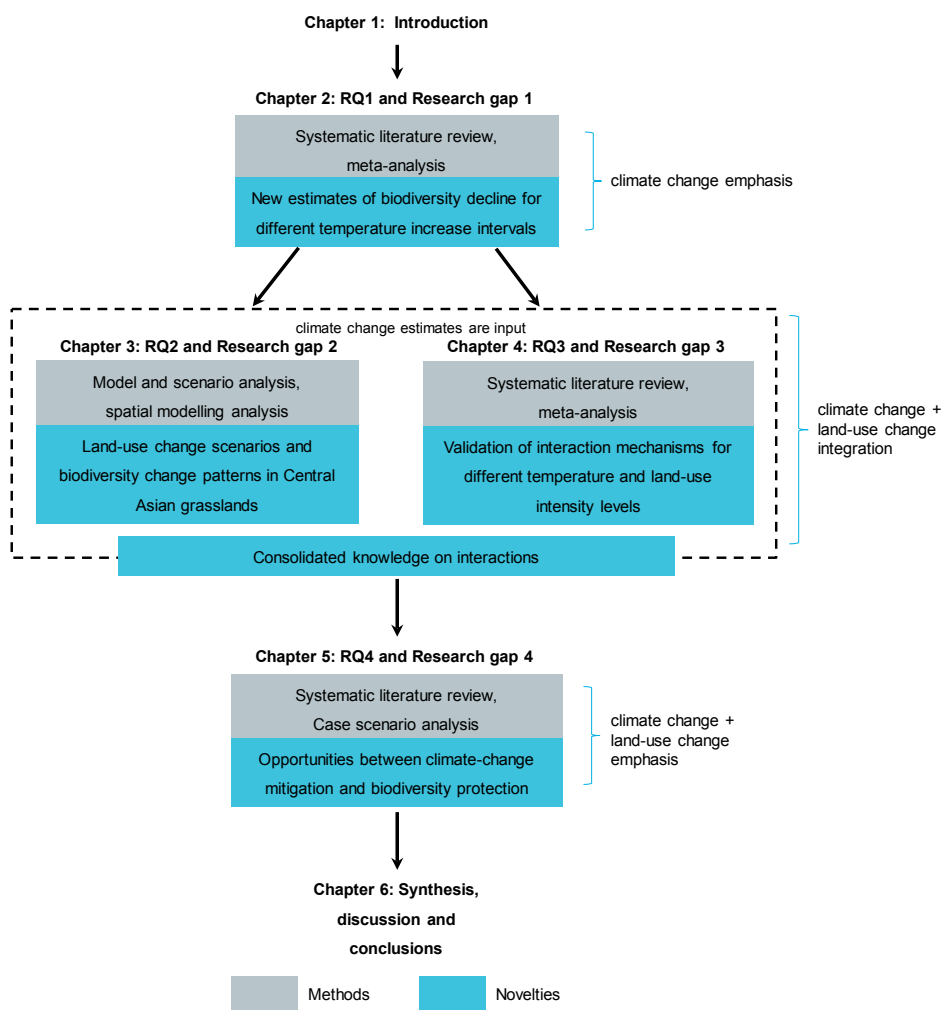 Chapter 1: Introduction
Chapter 2: RQ1 and Research gap 1
Systematic literature review,
meta-analysis
New estimates of biodiversity decline for
different temperature increase intervals
climate change emphasis
climate change estimates are input
Chapter 3: RQ2 and Research gap 2
Model and scenario analysis,
spatial modelling analysis
Land-use change scenarios and
biodiversity change patterns in Central
Asian grasslands
Chapter 4: RQ3 and Research gap 3
Systematic literature review,
meta-analysis
Validation of interaction mechanisms for
different temperature and land-use
intensity levels
climate change +
land-use change
integration
Consolidated knowledge on interactions
Chapter 5: RQ4 and Research gap 4
Systematic literature review,
Case scenario analysis
Opportunities between climate-change
mitigation and biodiversity protection
climate change +
land-use change
emphasis
Chapter 6: Synthesis,
discussion and
conclusions
Methods
Novelties